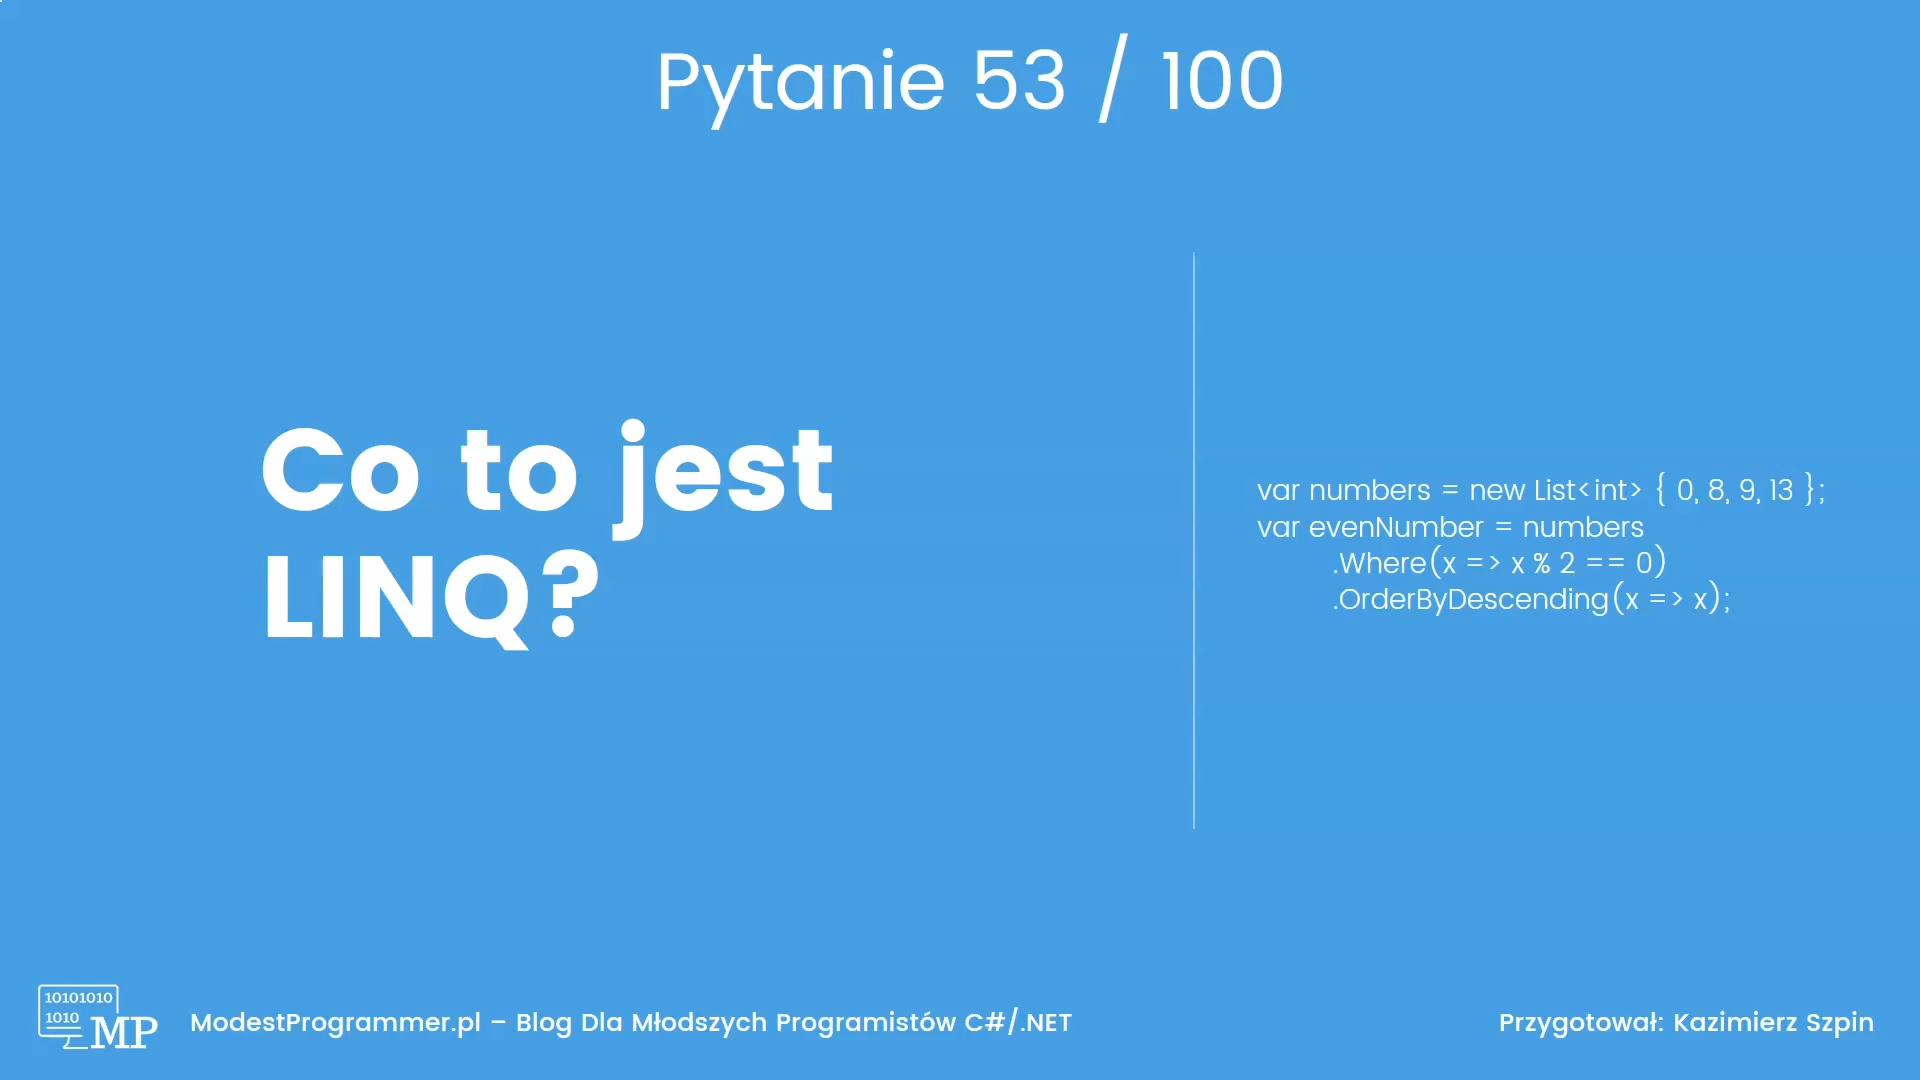 Pytanie 53 / 100
Co to jest
LINQ?
var numbers = new List<int> { 0, 8, 9, 13 };
var evenNumber = numbers
.Where(x => x % 2 == 0)
.OrderByDescending(x => x);
10101010
1010
MP
ModestProgrammer.pl – Blog Dla Młodszych Programistów C#/.NET
Przygotował: Kazimierz Szpin